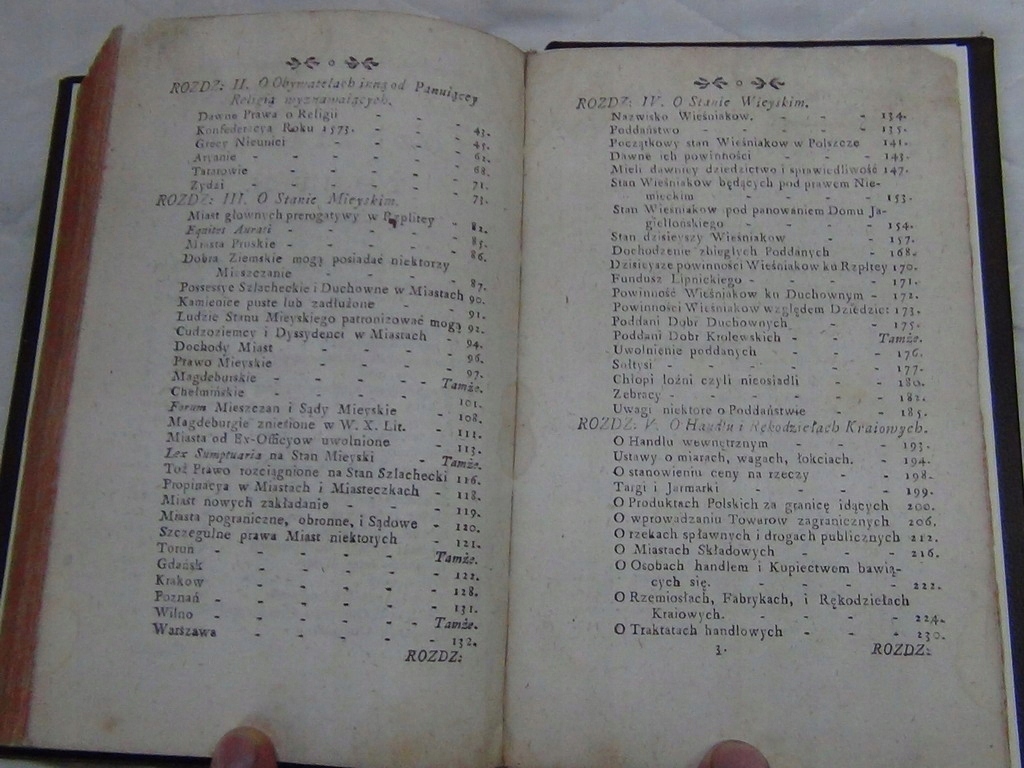 ROZDZ: II. O Obywatelach inną od Panuiącey
Religią wyznawaiących.
Dawne Prawa o Religii - - - 43.
Konfederacya Roku 1573. - - - 45.
Grecy Nieunici - - - 62.
Aryanie - - - - 68.
Tatarowie - - - - 71.
Zydzi - - - - 73.
ROZDZ: III. O Stanie Mieyskim.
Miast głownych prerogatywy w Rzplitey - 82.
Equites Aurati - - - - 85.
Miasta Pruskie - - - - 86.
Dobra Ziemskie mogą posiadać niektorzy
Mieszczanie - - - - 87.
Possessye Szlacheckie i Duchowne w Miastach 90.
Kamienice puste lub zadłużone - - 91.
Ludzie Stanu Mieyskiego patronizować mogą 92.
Cudzoziemcy i Dyssydenci w Miastach - 94.
Dochody Miast - - - - 96.
Prawo Mieyskie - - - - 97.
Magdeburskie - - - - Tamże.
Chełmińskie - - - - 101.
Forum Mieszczan i Sądy Mieyskie - 108.
Magdeburgie zniesione w W. X. Lit. - 111.
Miasta od Ex-Officyow uwolnione - 113.
Lex Sumptuaria na Stan Mieyski - Tamże.
Toż Prawo rozciągnione na Stan Szlachecki 116.
Propinacya w Miastach i Miasteczkach - 118.
Miast nowych zakładanie - - - 119.
Miasta pograniczne, obronne, i Sądowe - 120.
Szczegulne prawa Miast niektorych - 121.
Toruń - - - - - Tamże.
Gdańsk - - - - - 122.
Krakow - - - - - 128.
Poznań - - - - - 131.
Wilno - - - - - Tamże.
Warszawa - - - - - 132.
ROZDZ:
ROZDZ: IV. O Stanie Wieyskim.
Nazwisko Wieśniakow. - - - 134.
Poddaństwo - - - - 135.
Początkowy stan Wieśniakow w Polszcze 141.
Dawne ich powinności - - - 143.
Mieli dawniey dziedzictwo i sprawiedliwość 147.
Stan Wieśniakow będących pod prawem Nie-
mieckim - - - - 153.
Stan Wieśniakow pod panowaniem Domu Ja-
giellońskiego - - - - 154.
Stan dzisieyszy Wieśniakow - - 157.
Dochodzenie zbiegłych Poddanych - 168.
Dzisieysze powinności Wieśniakow ku Rzpltey 170.
Fundusz Lipnickiego - - - 171.
Powinność Wieśniakow ku Duchownym - 172.
Powinności Wieśniakow względem Dziedzic: 173.
Poddani Dobr Duchownych - - 175.
Poddani Dobr Krolewskich - - Tamże.
Uwolnienie poddanych - - - 176.
Sołtysi - - - - - 177.
Chłopi loźni czyli nieosiadli - - 180.
Zebracy - - - - - 182.
Uwagi niektore o Poddaństwie - - 185.
ROZDZ: V. O Handlu i Rękodziełach Kraiowych.
O Handlu wewnętrznym - - - 193.
Ustawy o miarach, wagach, łokciach. - 194.
O stanowieniu ceny na rzeczy - - 198.
Targi i Jarmarki - - - - 199.
O Produktach Polskich za granicę idących 200.
O wprowadzaniu Towarow zagranicznych 206.
O rzekach spławnych i drogach publicznych 212.
O Miastach Składowych - - - 216.
O Osobach handlem i Kupiectwem bawią-
cych się. - - - - 222.
O Rzemiosłach, Fabrykach, i Rękodziełach
Kraiowych. - - - - 224.
O Traktatach handlowych - - - 230.
3. ROZDZ: